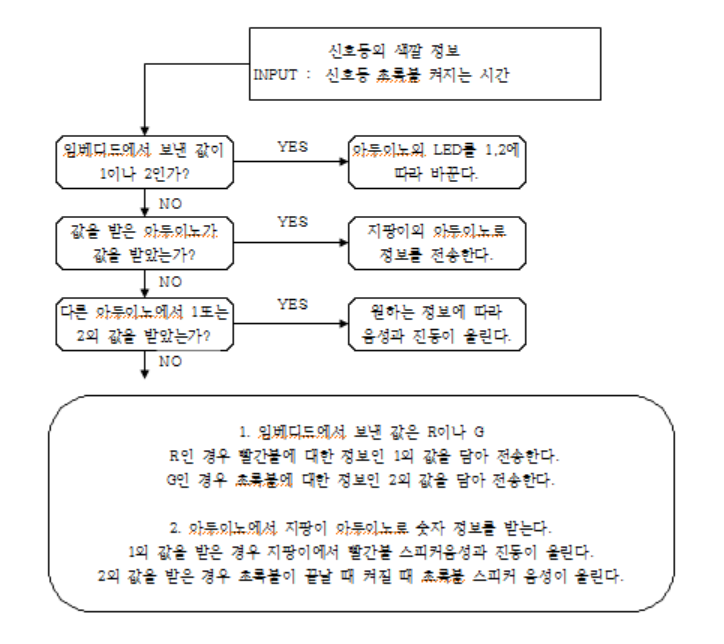 신호등의 색깔 정보
INPUT : 신호등 초록불 켜지는 시간
임베디드에서 보낸 값이
1이나 2인가?
YES
아두이노의 LED를 1,2에
따라 바꾼다.
NO
값을 받은 아두이노가
값을 받았는가?
YES
지팡이의 아두이노로
정보를 전송한다.
NO
다른 아두이노에서 1또는
2의 값을 받았는가?
YES
원하는 정보에 따라
음성과 진동이 울린다.
NO
1. 임베디드에서 보낸 값은 R이나 G
R인 경우 빨간불에 대한 정보인 1의 값을 담아 전송한다.
G인 경우 초록불에 대한 정보인 2의 값을 담아 전송한다.
2. 아두이노에서 지팡이 아두이노로 숫자 정보를 받는다.
1의 값을 받은 경우 지팡이에서 빨간불 스피커음성과 진동이 울린다.
2의 값을 받은 경우 초록불이 끝날 때 켜질 때 초록불 스피커 음성이 울린다.